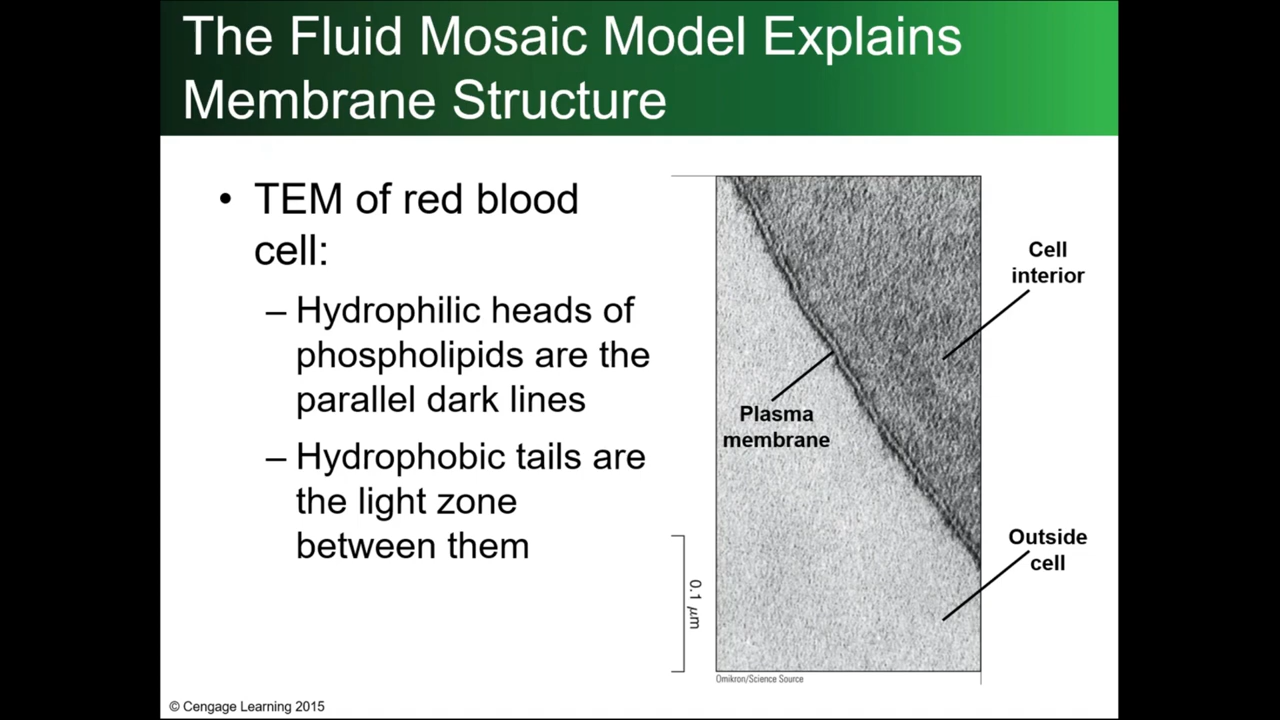 The Fluid Mosaic Model Explains
Membrane Structure
• TEM of red blood
cell:
– Hydrophilic heads of
phospholipids are the
parallel dark lines
– Hydrophobic tails are
the light zone
between them
Cell
interior
Plasma
membrane
Outside
cell
0.1 μm
Omikron/Science Source
© Cengage Learning 2015